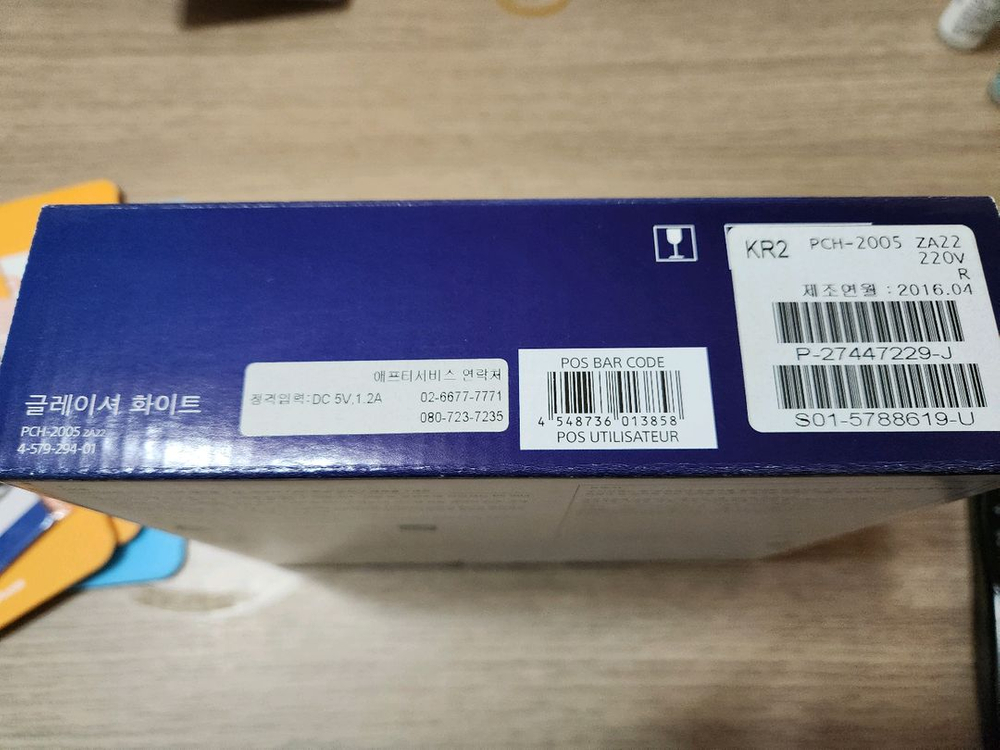 글레이셔 화이트
PCH-2005 ZA22
4-579-294-01
애프터서비스 연락처
정격입력:DC 5V,1.2A 02-6677-7771
080-723-7235
POS BAR CODE
4 548736 013858
POS UTILISATEUR
KR2 PCH-2005 ZA22
220V
R
제조연월 : 2016.04
P-27447229-J
S01-5788619-U